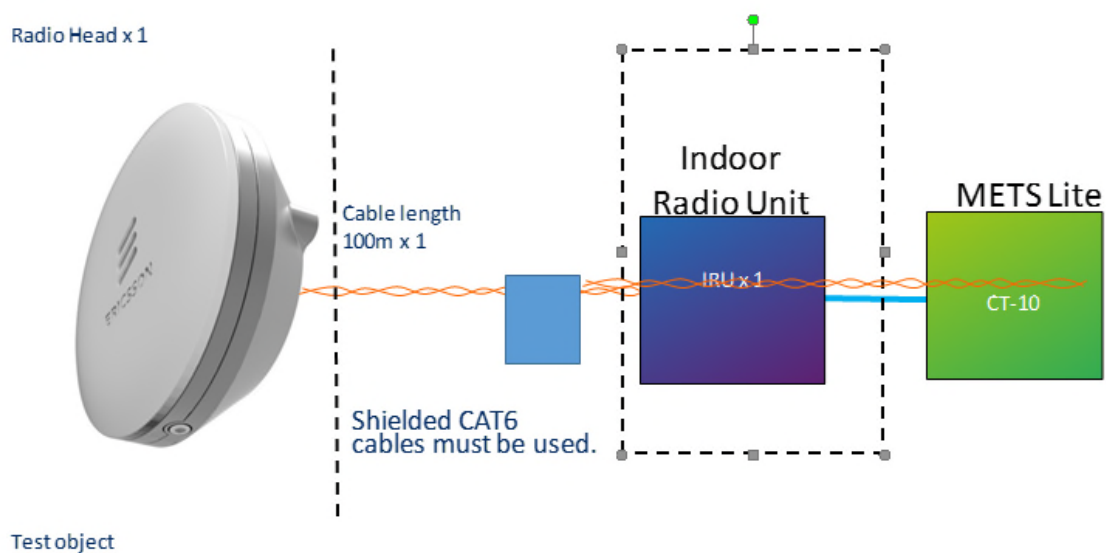 Radio Head x 1
ERICSSON
Cable length
100m x 1
Shielded CAT6
cables must be used.
Indoor
Radio Unit
IRU x 1
METS Lite
CT-10
Test object